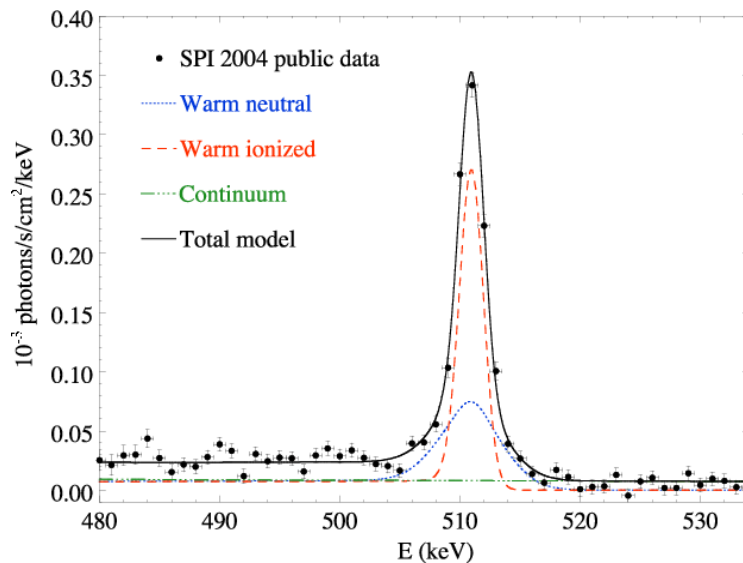 0.40
0.35
0.30
0.25
0.20
0.15
0.10
0.05
0.00
10⁻³ photons/s/cm²/keV
SPI 2004 public data
Warm neutral
Warm ionized
Continuum
Total model
480 490 500 510 520 530
E (keV)